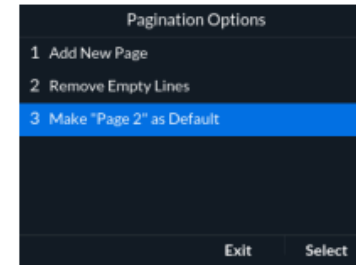 Pagination Options
1 Add New Page
2 Remove Empty Lines
3 Make "Page 2" as Default
Exit Select